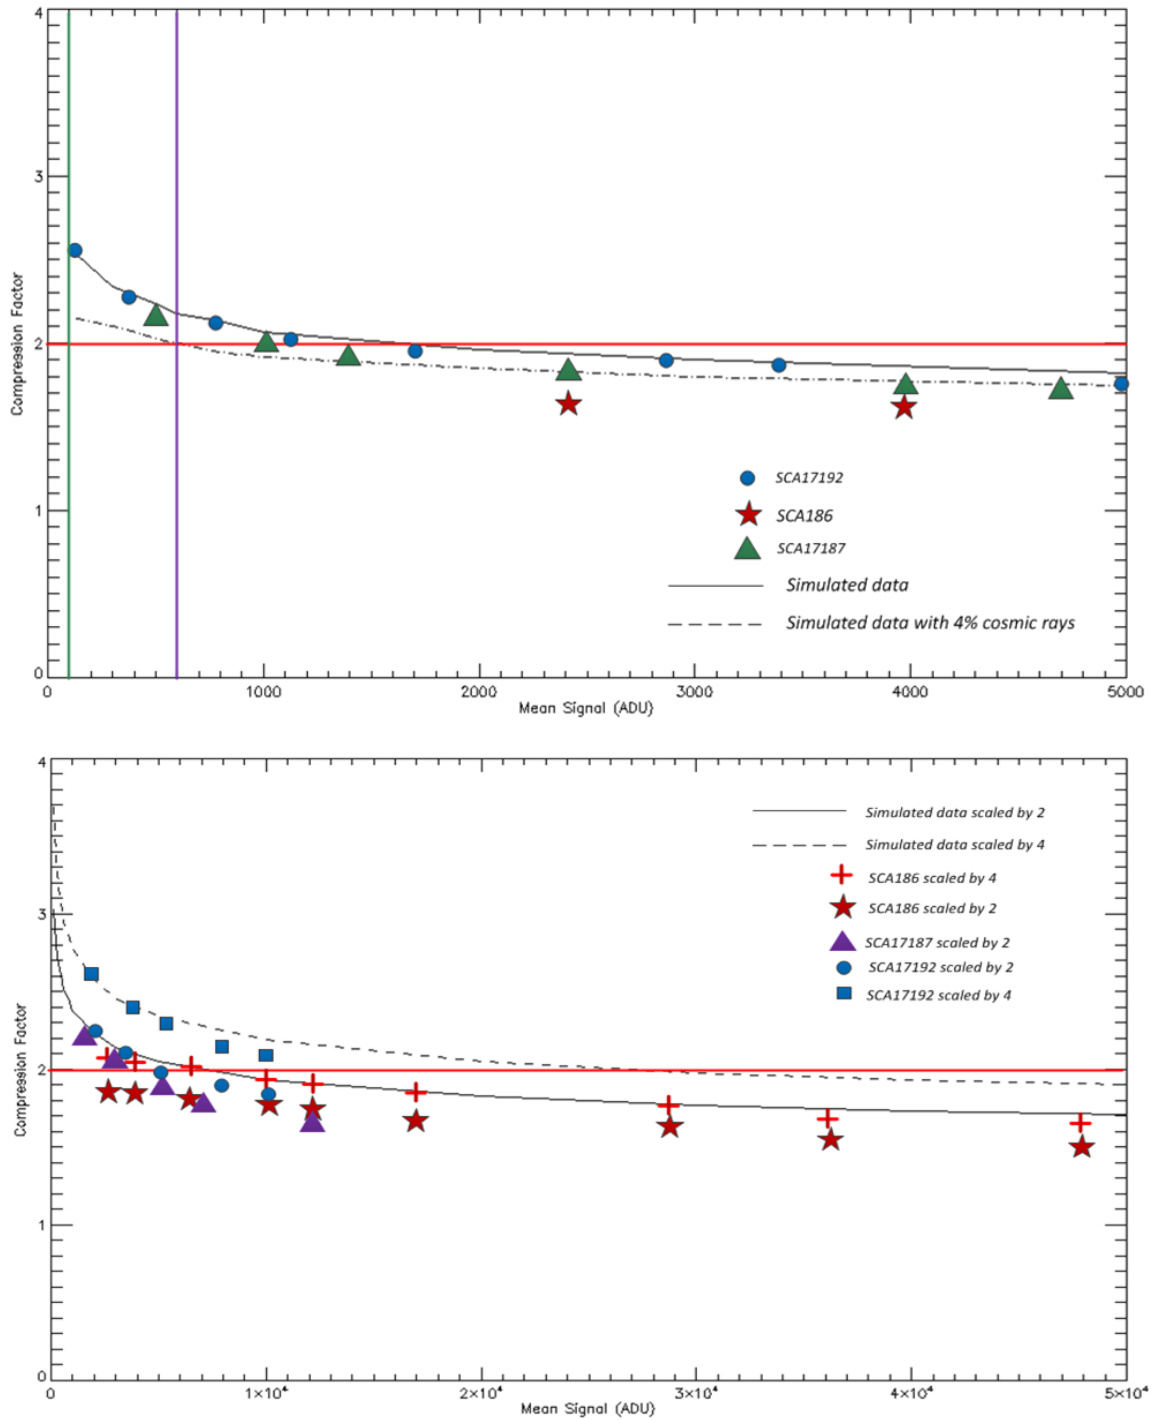 4
3
2
1
0
Compression Factor
SCA17192
SCA186
SCA17187
Simulated data
Simulated data with 4% cosmic rays
0 1000 2000 3000 4000 5000
Mean Signal (ADU)
4
3
2
1
0
Compression Factor
Simulated data scaled by 2
Simulated data scaled by 4
SCA186 scaled by 4
SCA186 scaled by 2
SCA17187 scaled by 2
SCA17192 scaled by 2
SCA17192 scaled by 4
0 1×10⁴ 2×10⁴ 3×10⁴ 4×10⁴ 5×10⁴
Mean Signal (ADU)